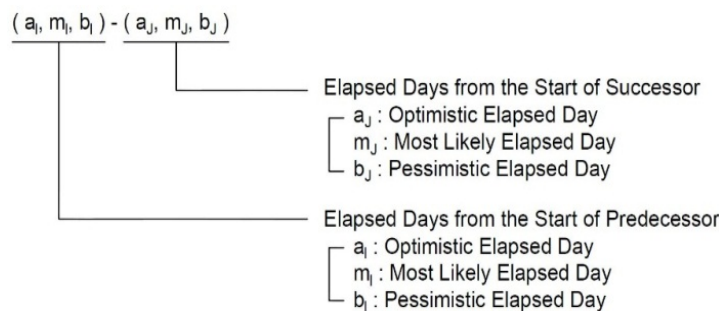 ( aI, mI, bI ) - ( aJ, mJ, bJ )
Elapsed Days from the Start of Successor
aJ : Optimistic Elapsed Day
mJ : Most Likely Elapsed Day
bJ : Pessimistic Elapsed Day
Elapsed Days from the Start of Predecessor
aI : Optimistic Elapsed Day
mI : Most Likely Elapsed Day
bI : Pessimistic Elapsed Day